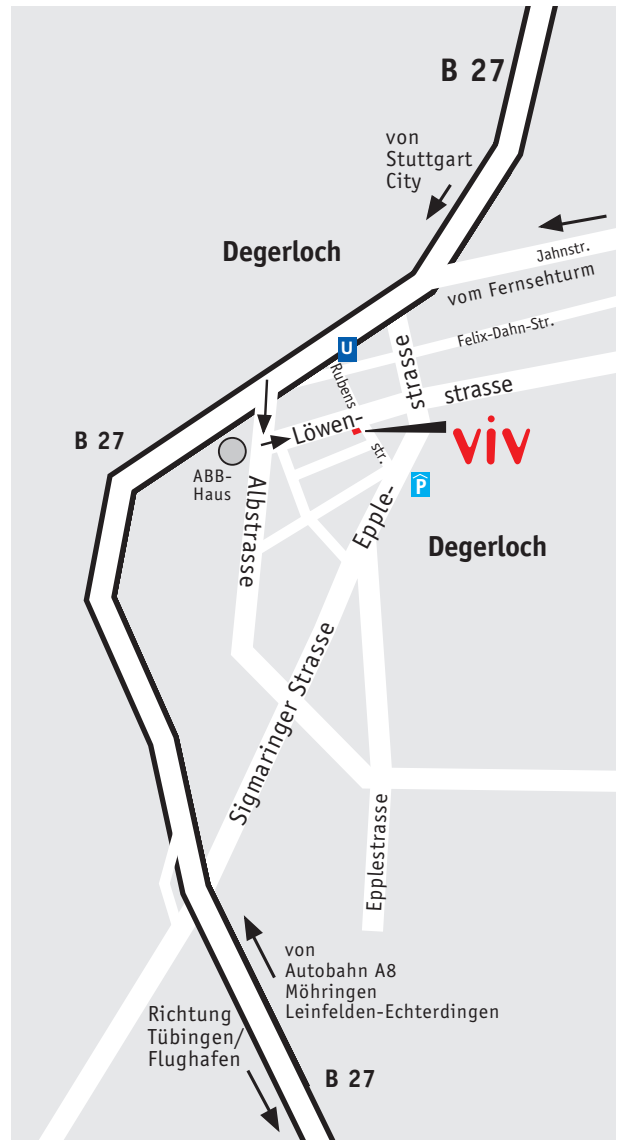 B 27
von
Stuttgart
City
Degerloch
Jahnstr.
vom Fernsehturm
Felix-Dahn-Str.
U
Rubens
str.
strasse
strasse
Löwen-
viv
B 27
ABB-
Haus
Albstrasse
P
Epple-
Degerloch
Sigmaringer Strasse
Epplestrasse
von
Autobahn A8
Möhringen
Leinfelden-Echterdingen
Richtung
Tübingen/
Flughafen
B 27